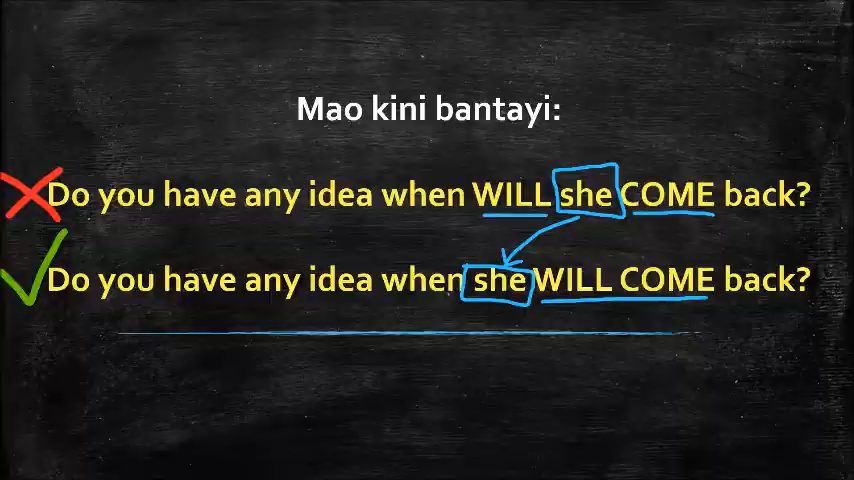 Mao kini bantayi:
Do you have any idea when WILL she COME back?
Do you have any idea when she WILL COME back?